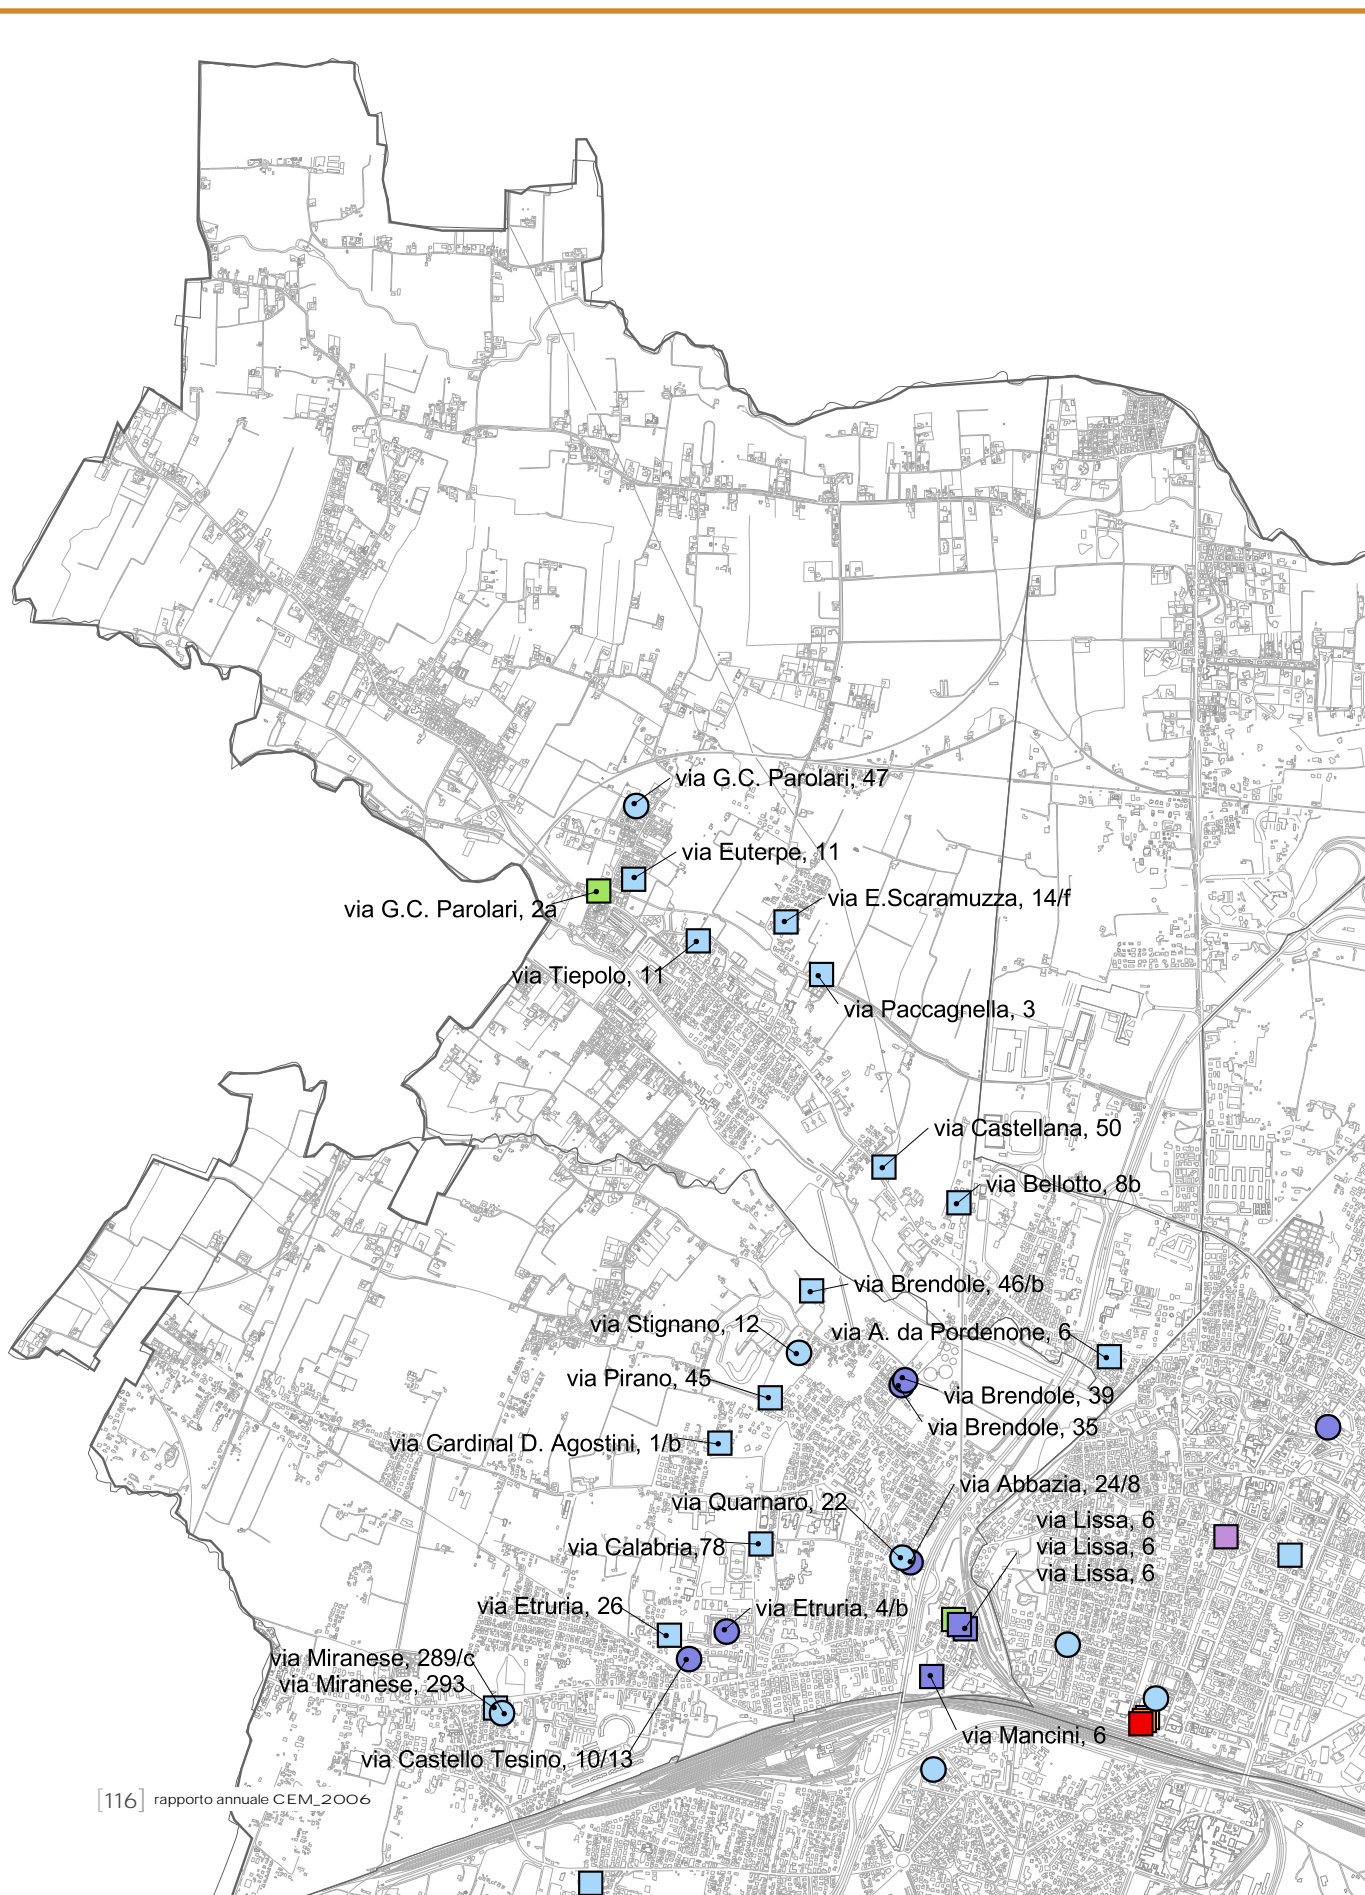 via G.C. Parolari, 47
via Euterpe, 11
via E.Scaramuzza, 14/f
via G.C. Parolari, 2a
via Tiepolo, 11
via Paccagnella, 3
via Castellana, 50
via Bellotto, 8b
via Brendole, 46/b
via Stignano, 12
via A. da Pordenone, 6
via Pirano, 45
via Brendole, 39
via Brendole, 35
via Cardinal D. Agostini, 1/b
via Abbazia, 24/8
via Quarnaro, 22
via Lissa, 6
via Lissa, 6
via Lissa, 6
via Calabria,78
via Etruria, 26
via Etruria, 4/b
via Miranese, 289/c
via Miranese, 293
via Mancini, 6
via Castello Tesino, 10/13
[116] rapporto annuale CEM_2006